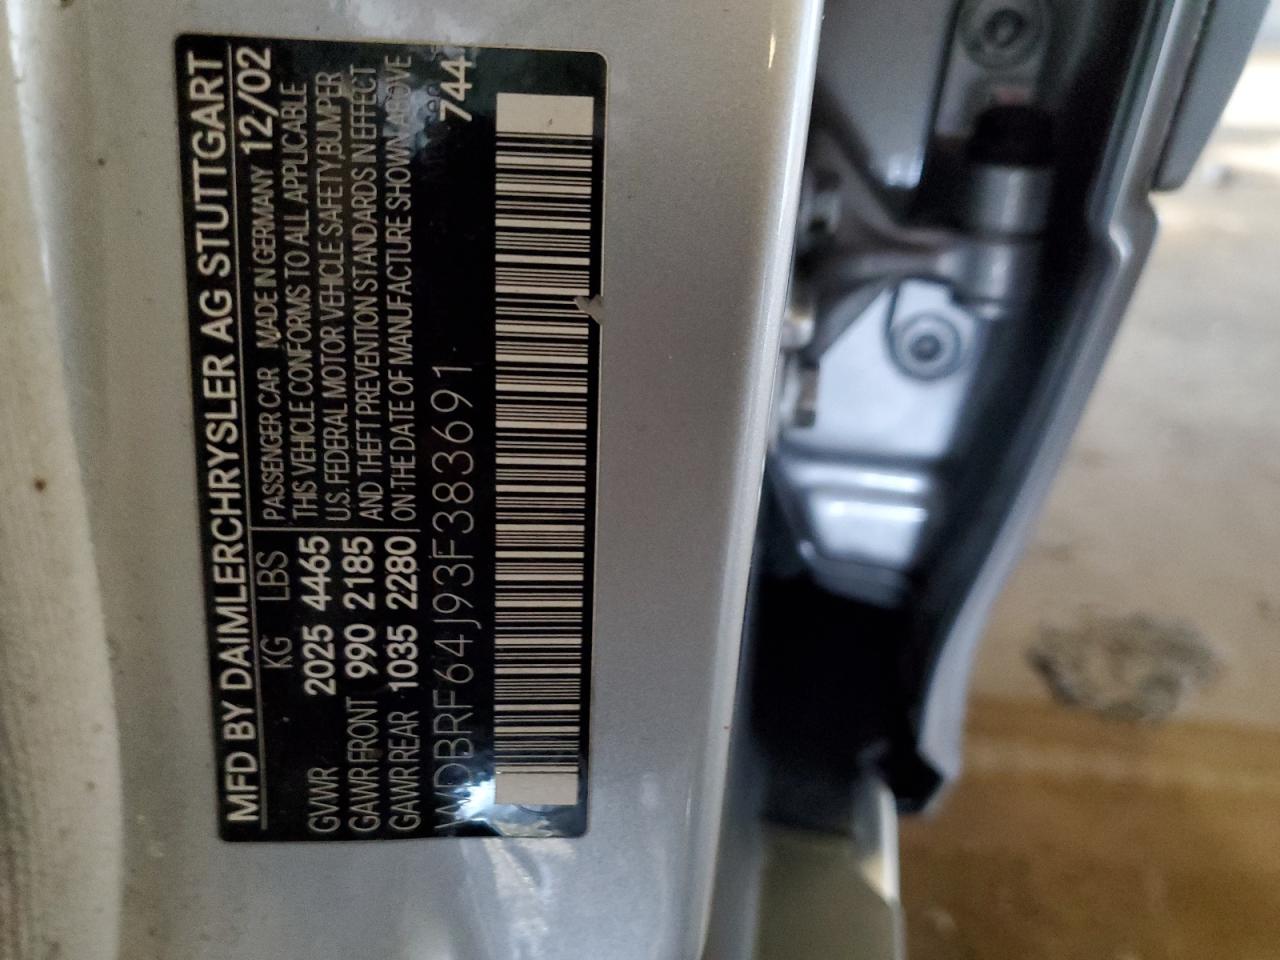 MFD BY DAIMLERCHRYSLER AG STUTTGART
KG LBS
GVWR 2025 4465
GAWR FRONT 990 2185
GAWR REAR 1035 2280
PASSENGER CAR MADE IN GERMANY 12/02
THIS VEHICLE CONFORMS TO ALL APPLICABLE
U.S. FEDERAL MOTOR VEHICLE SAFETY, BUMPER
AND THEFT PREVENTION STANDARDS IN EFFECT
ON THE DATE OF MANUFACTURE SHOWN ABOVE
WDBRF64J93F383691
744